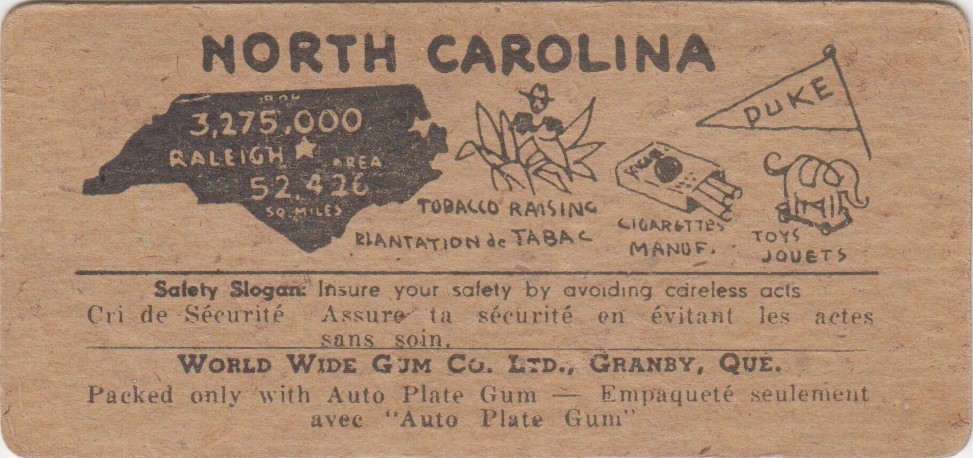 NORTH CAROLINA
POP.
3,275,000
RALEIGH
AREA
52,426
SQ. MILES
TOBACCO RAISING
PLANTATION de TABAC
CIGARETTES
MANUF.
DUKE
TOYS
JOUETS
Safety Slogan: Insure your safety by avoiding careless acts
Cri de Sécurité Assure ta sécurité en évitant les actes
sans soin.
WORLD WIDE GUM CO. LTD., GRANBY, QUE.
Packed only with Auto Plate Gum — Empaqueté seulement
avec "Auto Plate Gum"